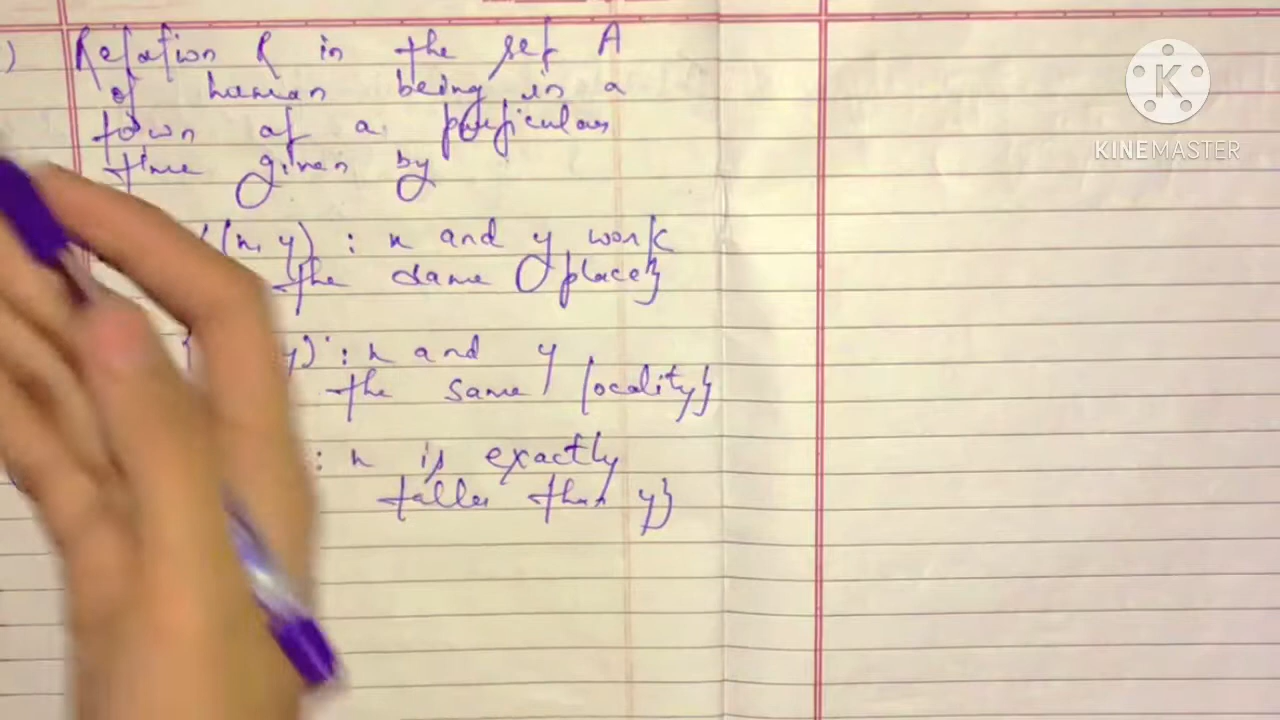 ) Relation R in the set A
of human being in a
town at a particular
time given by
{(x, y) : x and y work
the same place}
{ y) : x and y
the same locality}
: x is exactly
taller than y}
K
KINEMASTER